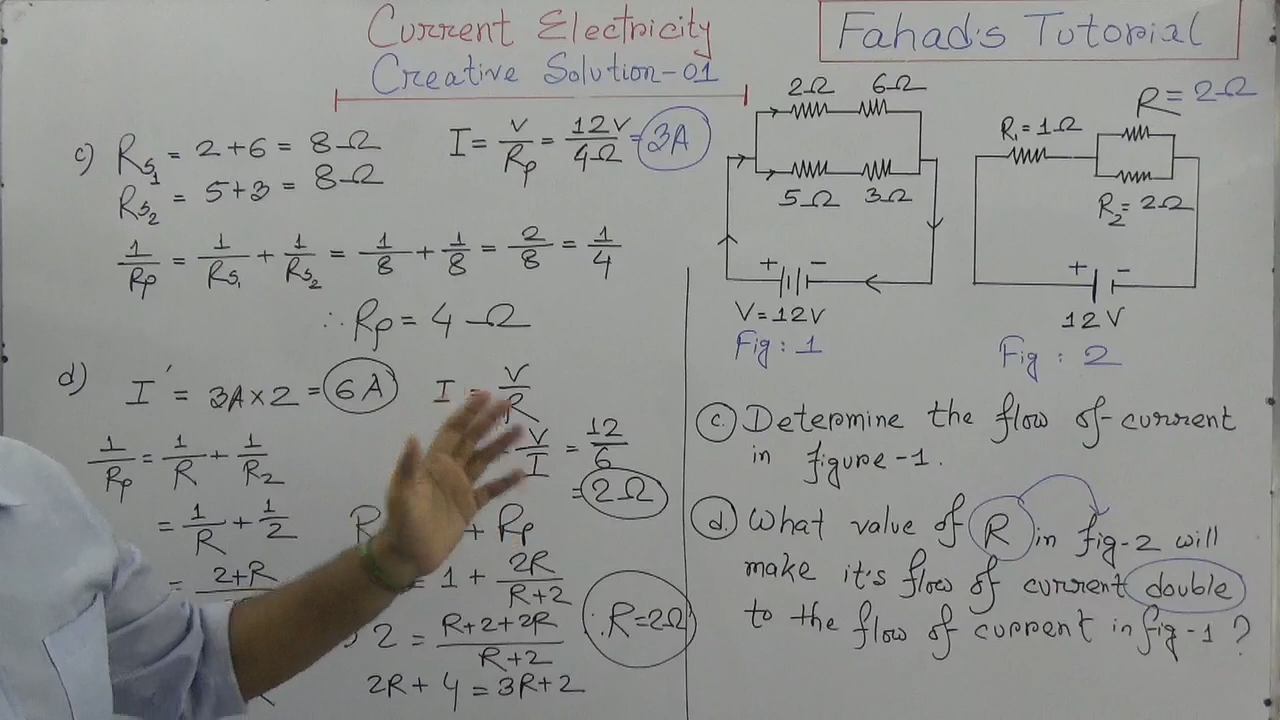 Current Electricity
Creative Solution-01
Fahad's Tutorial
c) Rs₁ = 2+6 = 8Ω
Rs₂ = 5+3 = 8Ω
I = V/Rp = 12V/4Ω = 3A
1/Rp = 1/Rs₁ + 1/Rs₂ = 1/8 + 1/8 = 2/8 = 1/4
∴ Rp = 4Ω
d) I' = 3A×2 = 6A
1/Rp = 1/R + 1/R₂
= 1/R + 1/2
= 2+R
I = V/R
V/I = 12/6
= 2Ω
R + Rp
= 1 + 2R/R+2
2 = R+2+2R/R+2
2R+4 = 3R+2
∴ R=2Ω
2Ω 6Ω
5Ω 3Ω
+ -
V=12V
Fig: 1
R=2Ω
R₁=1Ω
R₂=2Ω
+ -
12V
Fig: 2
c. Determine the flow of current
in figure-1.
d. What value of R in fig-2 will
make it's flow of current double
to the flow of current in fig-1?